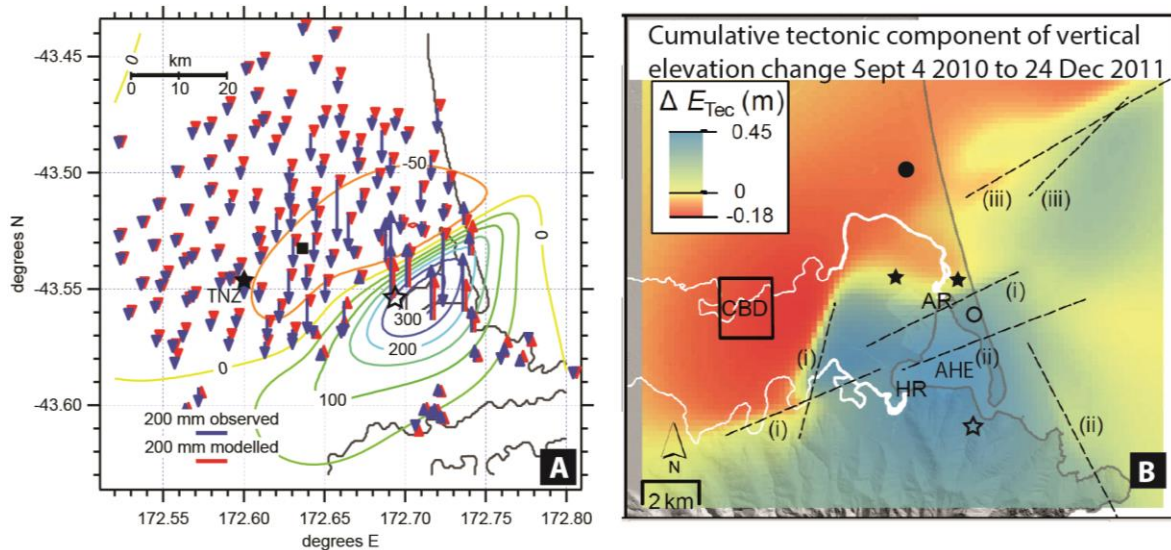 -43.45
-43.50
-43.55
-43.60
degrees N
172.55
172.60
172.65
172.70
172.75
172.80
degrees E
0
km
0 10 20
-50
0
TNZ
300
200
100
0
0
200 mm observed
200 mm modelled
A
Cumulative tectonic component of vertical
elevation change Sept 4 2010 to 24 Dec 2011
Δ E Tec (m)
0.45
0
-0.18
(iii)
(iii)
CBD
AR
(i)
(i)
(ii)
AHE
HR
(i)
(ii)
N
2 km
B